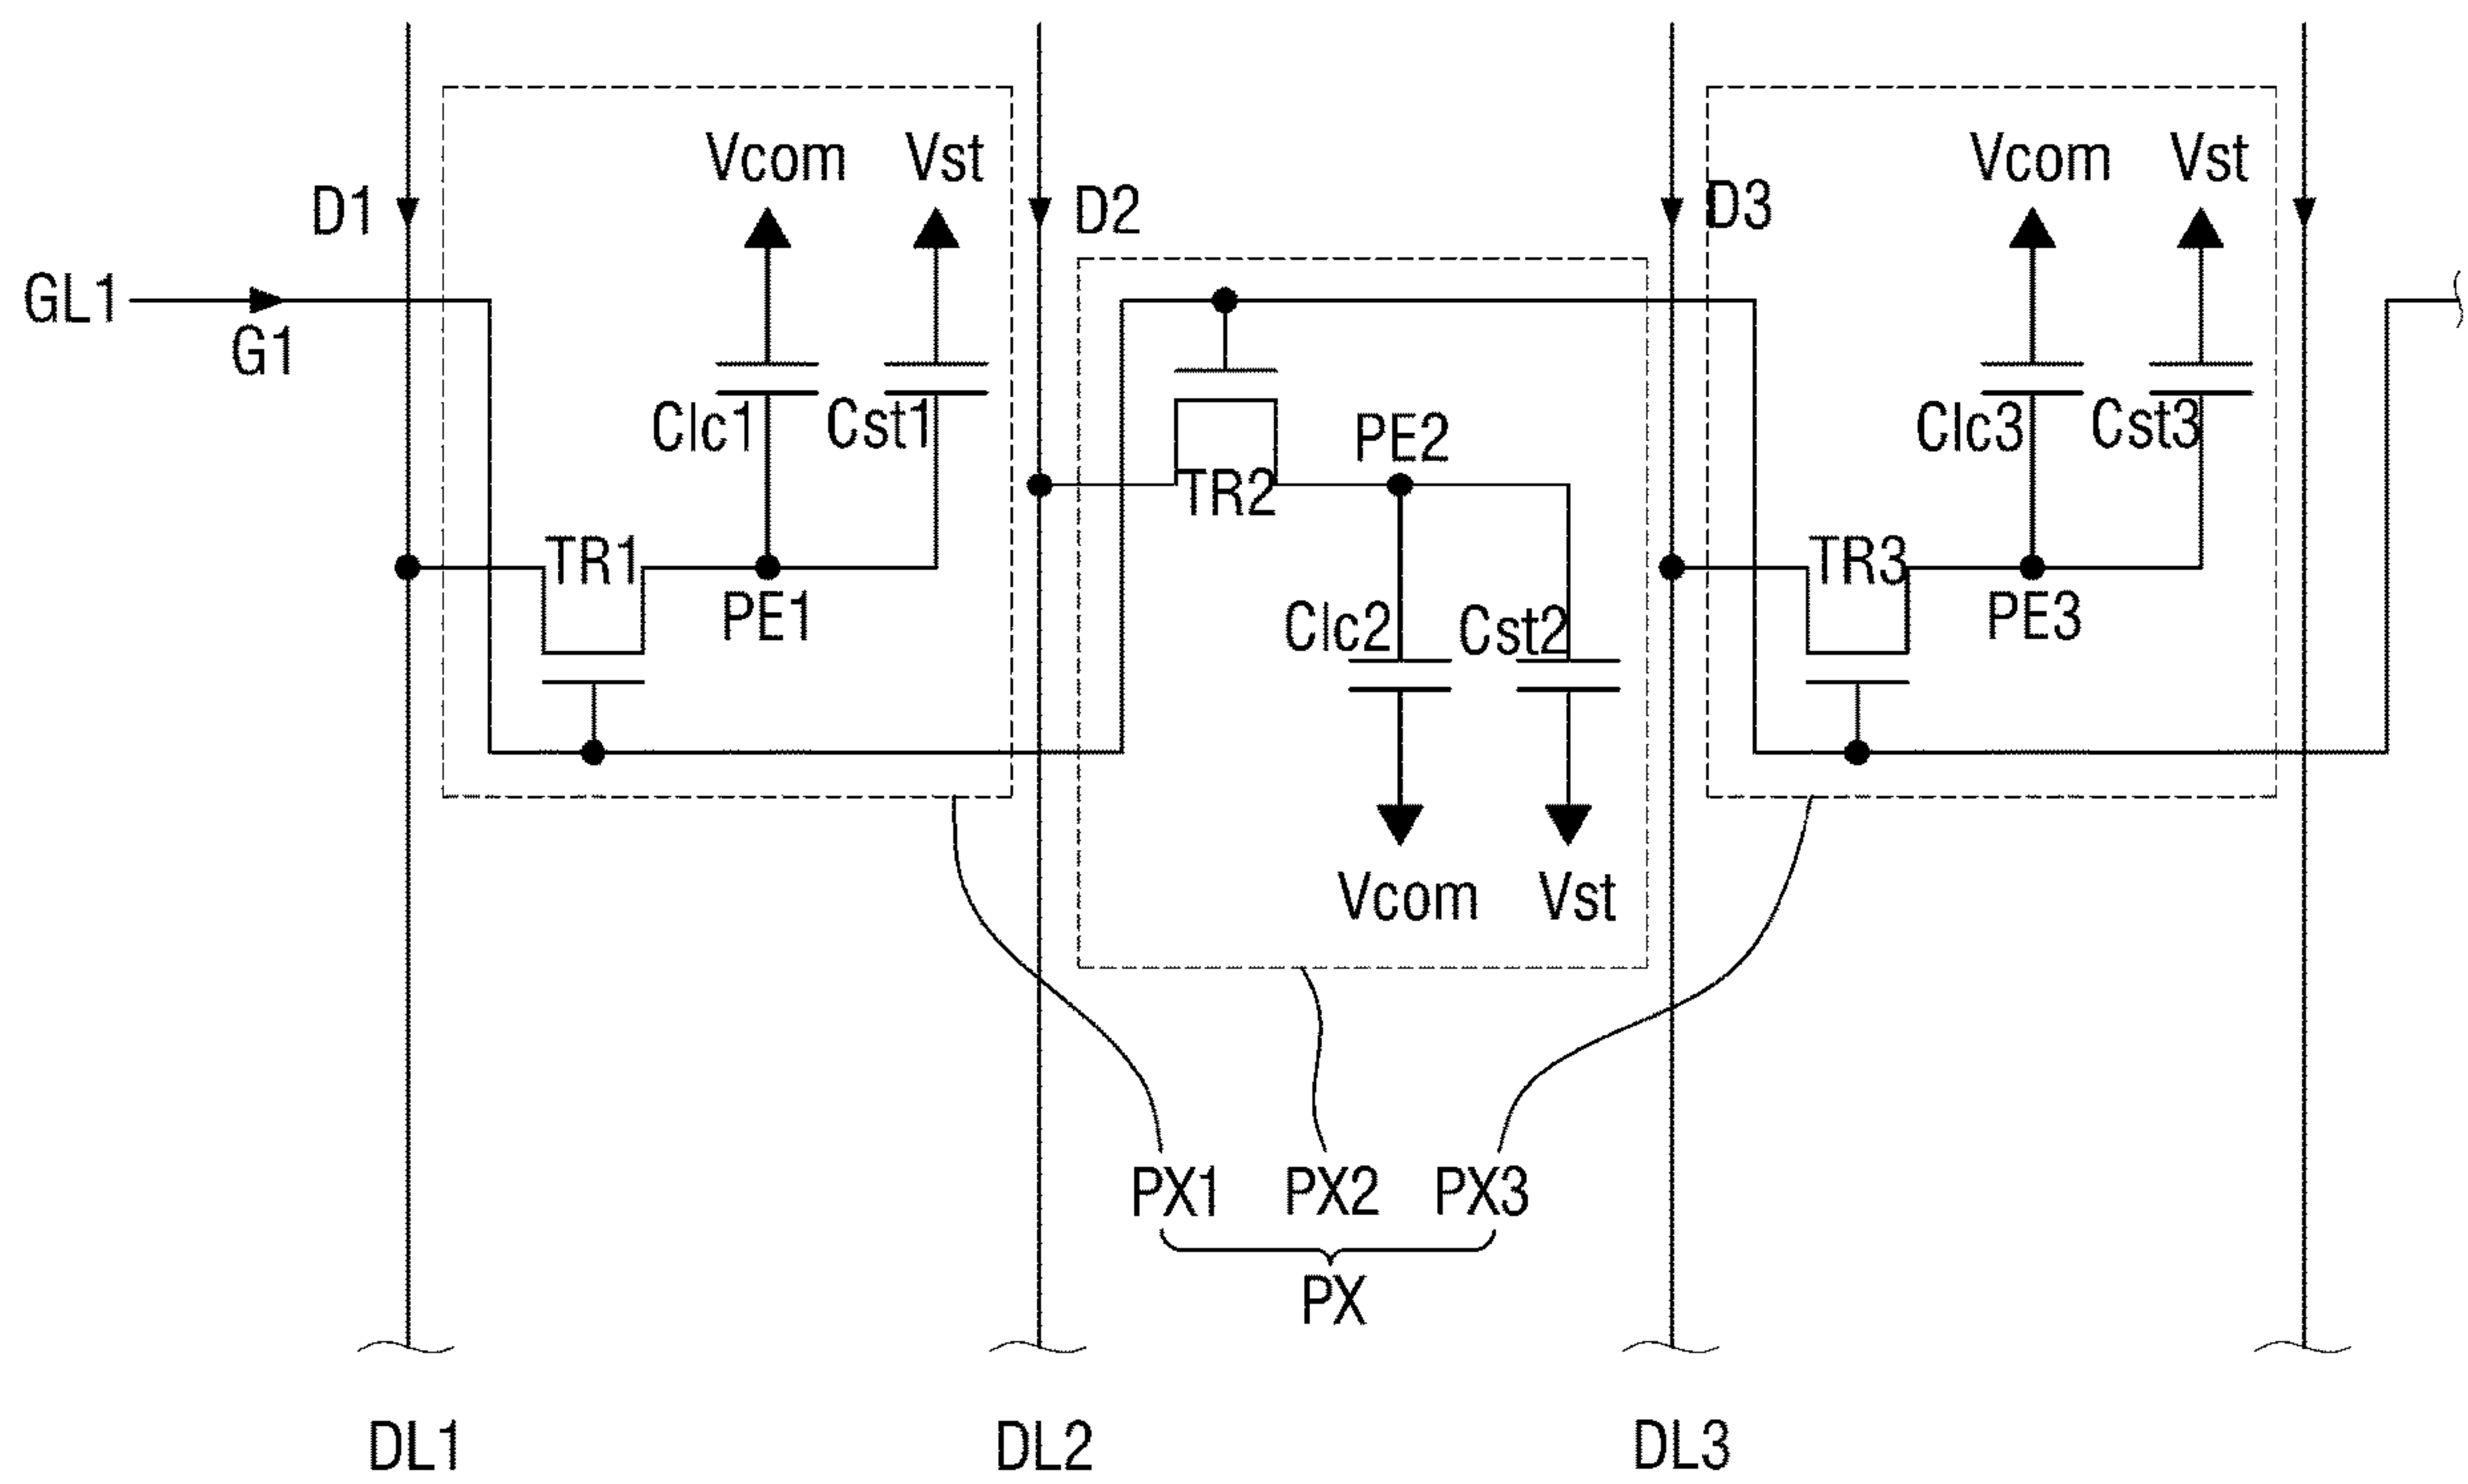 Vcom Vst Vcom Vst
D1 D2 D3
GL1
G1
Clc1 Cst1 PE2 Clc3 Cst3
TR2
TR1 TR3
PE1 Clc2 Cst2 PE3
Vcom Vst
PX1 PX2 PX3
PX
DL1 DL2 DL3